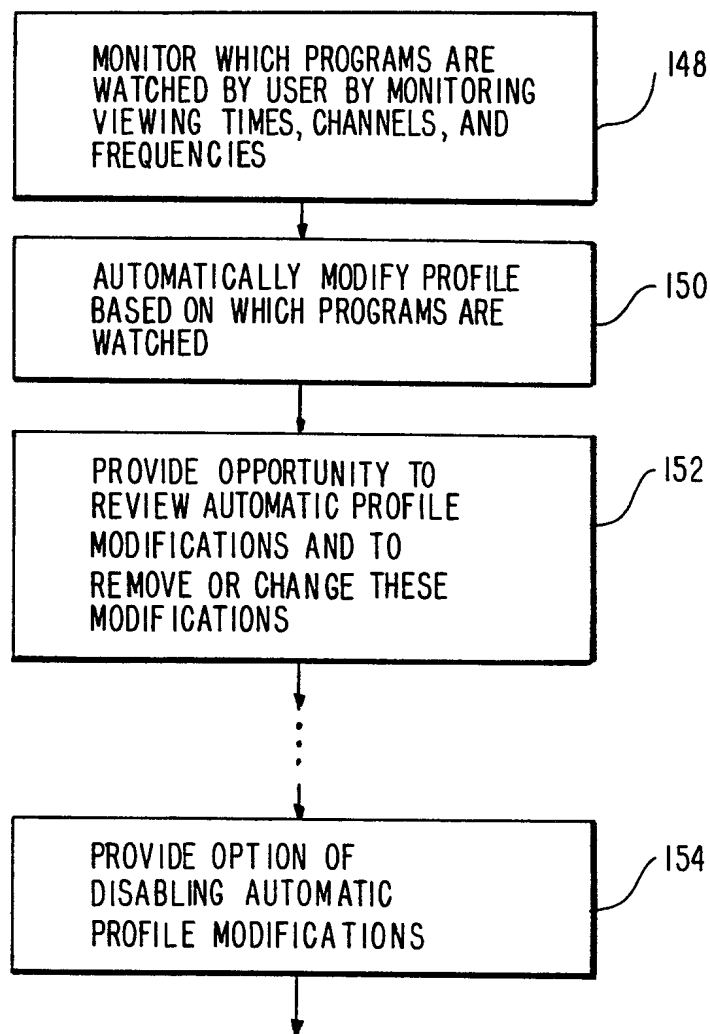 MONITOR WHICH PROGRAMS ARE
WATCHED BY USER BY MONITORING
VIEWING TIMES, CHANNELS, AND
FREQUENCIES
148
AUTOMATICALLY MODIFY PROFILE
BASED ON WHICH PROGRAMS ARE
WATCHED
150
PROVIDE OPPORTUNITY TO
REVIEW AUTOMATIC PROFILE
MODIFICATIONS AND TO
REMOVE OR CHANGE THESE
MODIFICATIONS
152
PROVIDE OPTION OF
DISABLING AUTOMATIC
PROFILE MODIFICATIONS
154